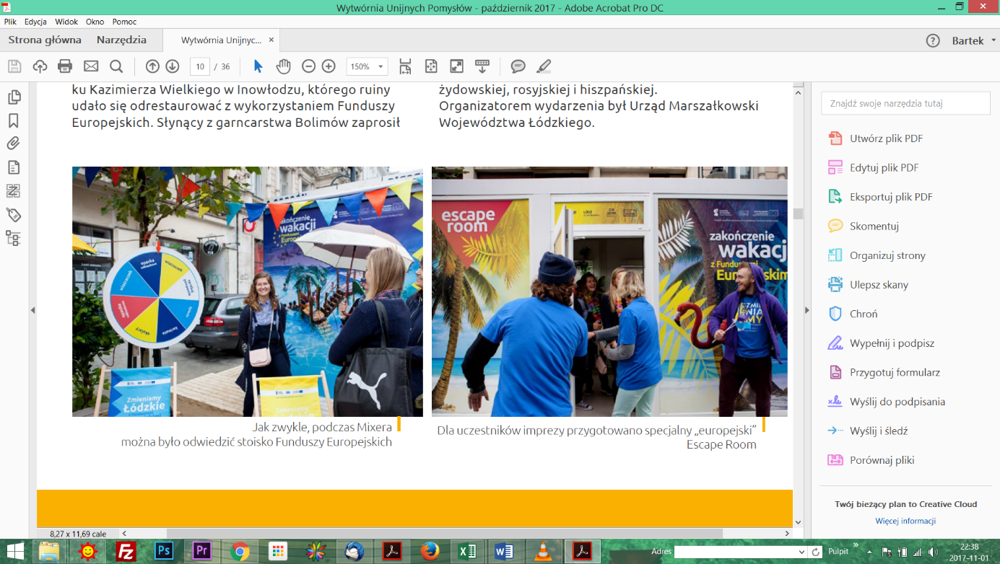 Wytwórnia Unijnych Pomysłów - październik 2017 - Adobe Acrobat Pro DC
Plik Edycja Widok Okno Pomoc
Strona główna Narzędzia Wytwórnia Unijnyc... × ? Bartek
10 / 36 150%
ku Kazimierza Wielkiego w Inowłodzu, którego ruiny
udało się odrestaurować z wykorzystaniem Funduszy
Europejskich. Słynący z garncarstwa Bolimów zaprosił
żydowskiej, rosyjskiej i hiszpańskiej.
Organizatorem wydarzenia był Urząd Marszałkowski
Województwa Łódzkiego.
zakończenie
wakacji
z Funduszami
Zmieniamy
Łódzkie
Zmieniamy
escape
room
zakończenie
wakacj
z Funduszami
Jak zwykle, podczas Mixera
można było odwiedzić stoisko Funduszy Europejskich
Dla uczestników imprezy przygotowano specjalny „europejski”
Escape Room
8,27 x 11,69 cale
Znajdź swoje narzędzia tutaj
Utwórz plik PDF
Edytuj plik PDF
Eksportuj plik PDF
Skomentuj
Organizuj strony
Ulepsz skany
Chroń
Wypełnij i podpisz
Przygotuj formularz
Wyślij do podpisania
Wyślij i śledź
Porównaj pliki
Twój bieżący plan to Creative Cloud
Więcej informacji
Fz Ps Pr Adres Pulpit 22:38
2017-11-01